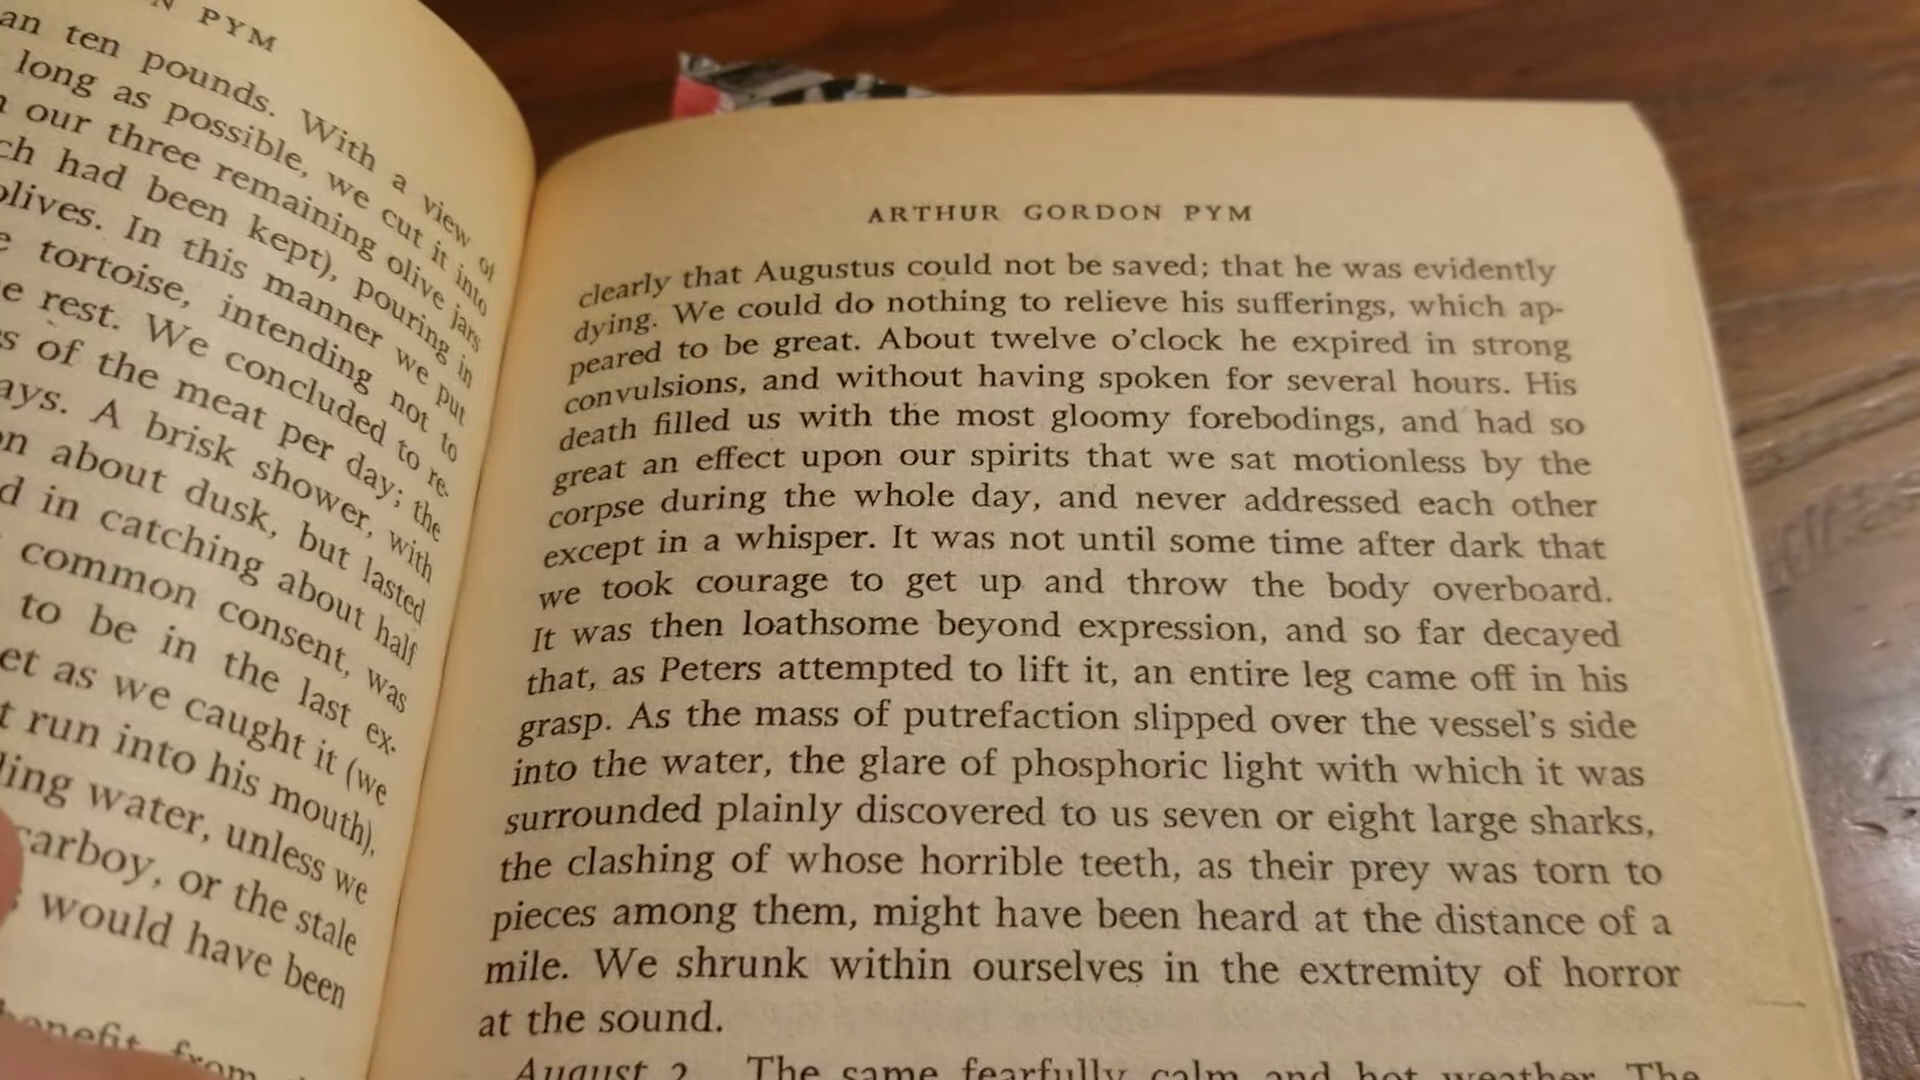 PYM
an ten pounds. With a view of
long as possible, we cut it into
our three remaining olive jars
had been kept), pouring in
olives. In this manner we put
tortoise, intending not to
rest. We concluded to re-
of the meat per day; the
A brisk shower, with
about dusk, but lasted
in catching about half
common consent, was
to be in the last ex-
as we caught it (we
run into his mouth).
water, unless we
carboy, or the stale
would have been
benefit from
ARTHUR GORDON PYM
clearly that Augustus could not be saved; that he was evidently
dying. We could do nothing to relieve his sufferings, which ap-
peared to be great. About twelve o'clock he expired in strong
convulsions, and without having spoken for several hours. His
death filled us with the most gloomy forebodings, and had so
great an effect upon our spirits that we sat motionless by the
corpse during the whole day, and never addressed each other
except in a whisper. It was not until some time after dark that
we took courage to get up and throw the body overboard.
It was then loathsome beyond expression, and so far decayed
that, as Peters attempted to lift it, an entire leg came off in his
grasp. As the mass of putrefaction slipped over the vessel's side
into the water, the glare of phosphoric light with which it was
surrounded plainly discovered to us seven or eight large sharks,
the clashing of whose horrible teeth, as their prey was torn to
pieces among them, might have been heard at the distance of a
mile. We shrunk within ourselves in the extremity of horror
at the sound.
August 2. The same fearfully calm and hot weather. The